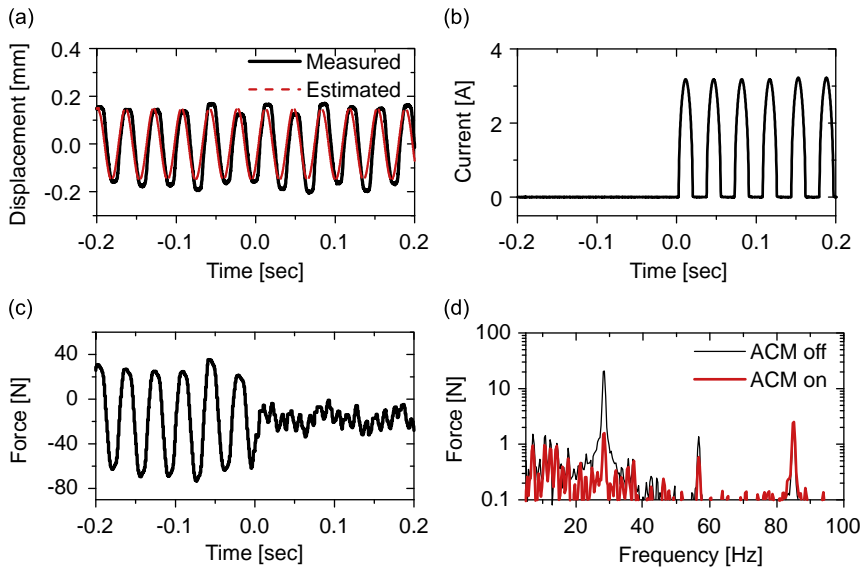 (a)
Displacement [mm]
0.4
0.2
0.0
-0.2
Measured
Estimated
-0.2
-0.1
0.0
0.1
0.2
Time [sec]
(b)
Current [A]
4
2
0
-0.2
-0.1
0.0
0.1
0.2
Time [sec]
(c)
Force [N]
40
0
-40
-80
-0.2
-0.1
0.0
0.1
0.2
Time [sec]
(d)
Force [N]
100
10
1
0.1
ACM off
ACM on
20
40
60
80
100
Frequency [Hz]